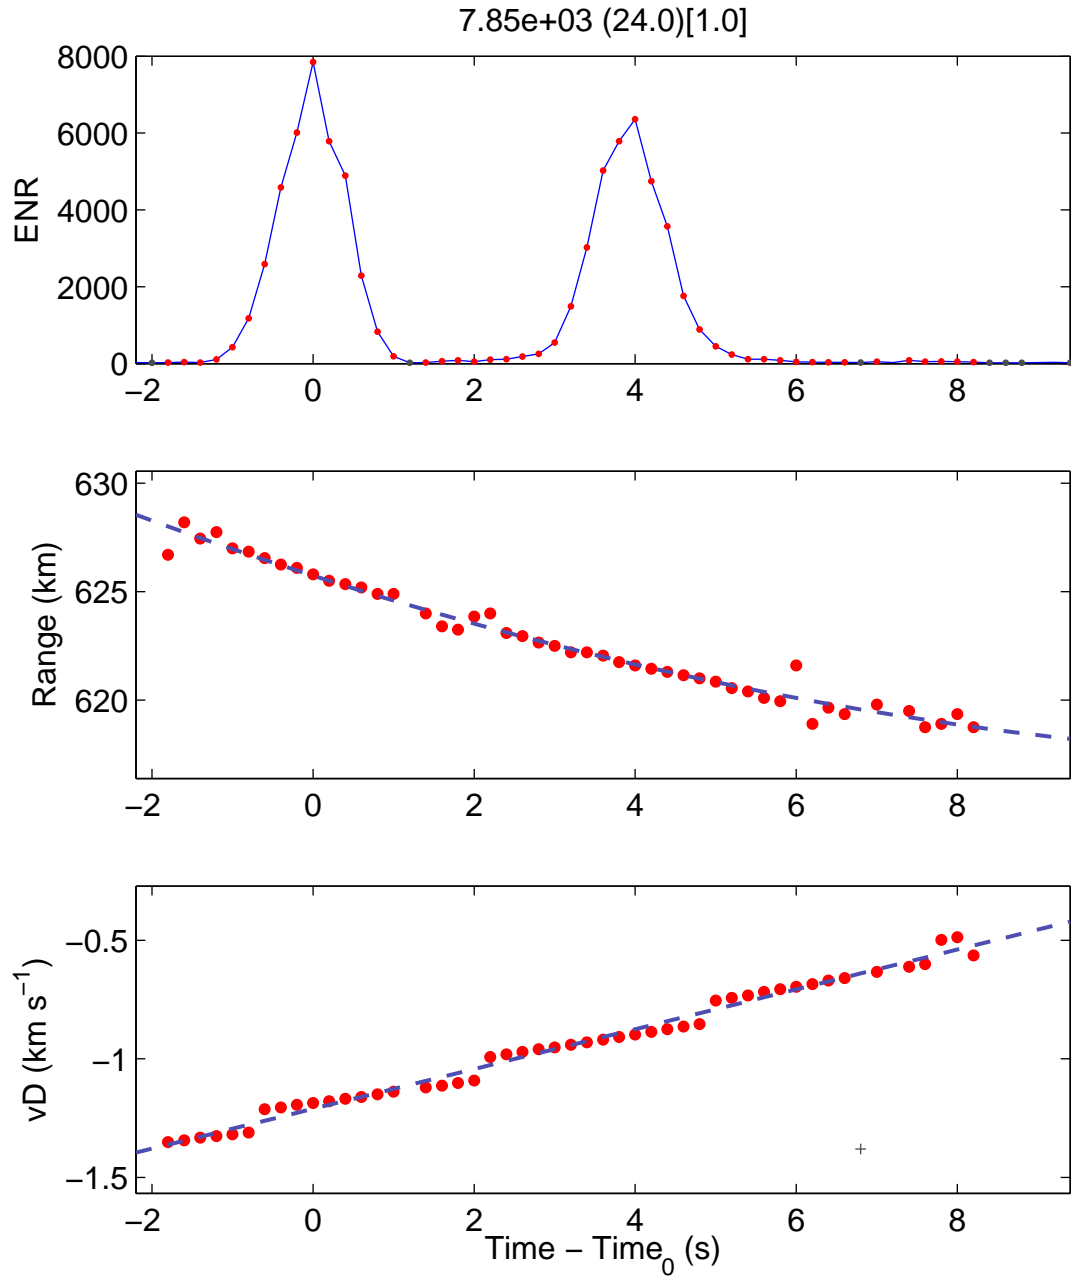 7.85e+03 (24.0)[1.0]
8000
6000
4000
2000
0
ENR
−2 0 2 4 6 8
630
625
620
Range (km)
−2 0 2 4 6 8
−0.5
−1
−1.5
vD (km s⁻¹)
−2 0 2 4 6 8
Time − Time₀ (s)